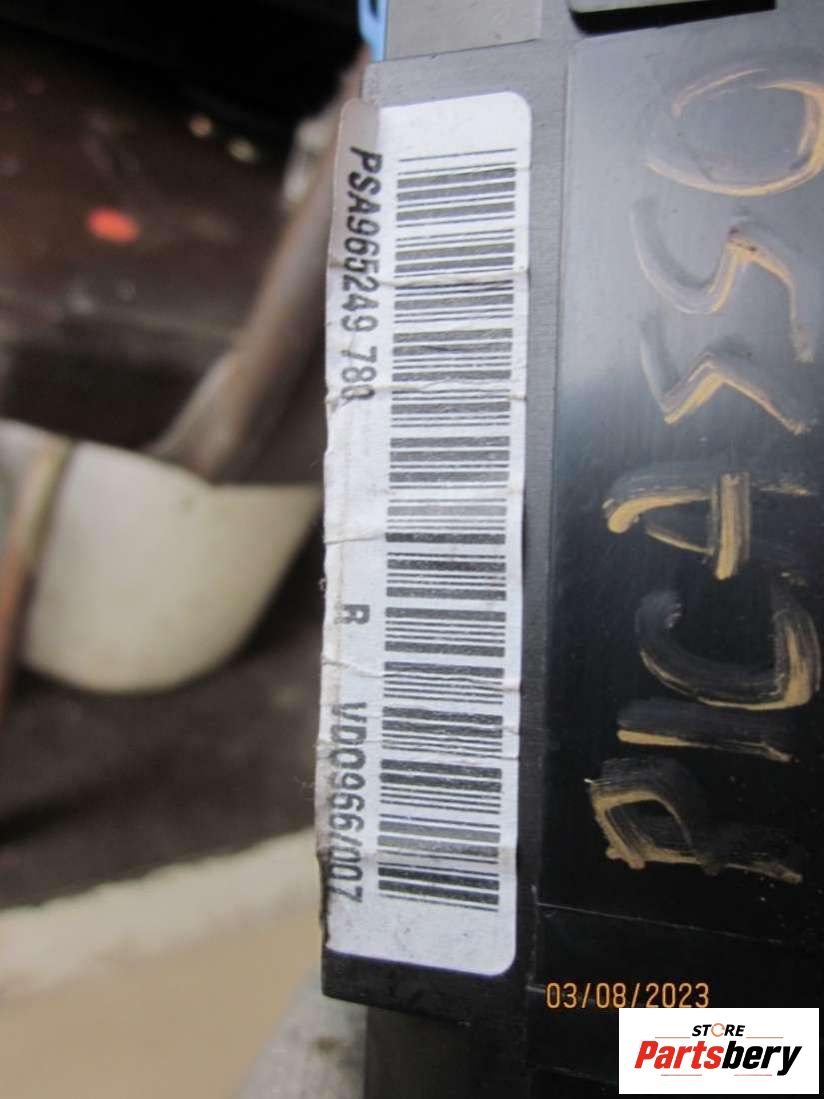 PSA965249 780 R VDO966/007
PICASSO
03/08/2023
STORE
Partsbery